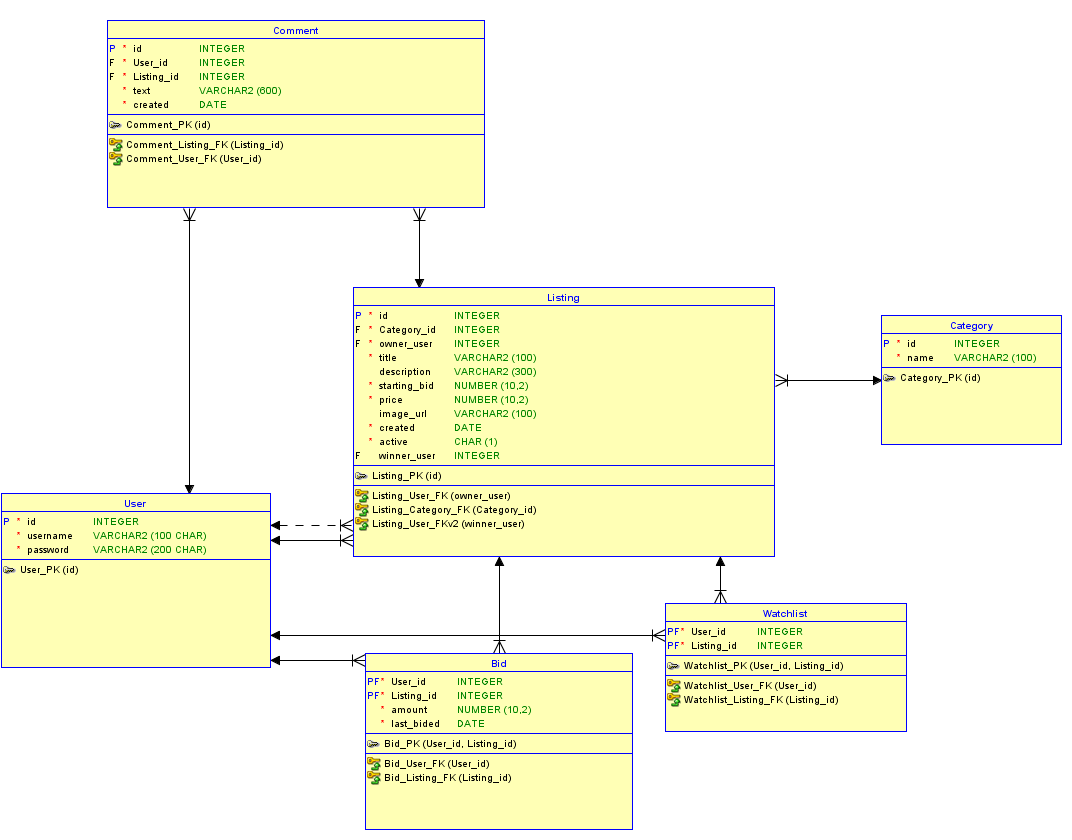 Comment
P * id INTEGER
F * User_id INTEGER
F * Listing_id INTEGER
* text VARCHAR2 (600)
* created DATE
Comment_PK (id)
Comment_Listing_FK (Listing_id)
Comment_User_FK (User_id)
Listing
P * id INTEGER
F * Category_id INTEGER
F * owner_user INTEGER
* title VARCHAR2 (100)
description VARCHAR2 (300)
* starting_bid NUMBER (10,2)
* price NUMBER (10,2)
image_url VARCHAR2 (100)
* created DATE
* active CHAR (1)
F winner_user INTEGER
Listing_PK (id)
Listing_User_FK (owner_user)
Listing_Category_FK (Category_id)
Listing_User_FKv2 (winner_user)
Category
P * id INTEGER
* name VARCHAR2 (100)
Category_PK (id)
User
P * id INTEGER
* username VARCHAR2 (100 CHAR)
* password VARCHAR2 (200 CHAR)
User_PK (id)
Watchlist
PF* User_id INTEGER
PF* Listing_id INTEGER
Watchlist_PK (User_id, Listing_id)
Watchlist_User_FK (User_id)
Watchlist_Listing_FK (Listing_id)
Bid
PF* User_id INTEGER
PF* Listing_id INTEGER
* amount NUMBER (10,2)
* last_bided DATE
Bid_PK (User_id, Listing_id)
Bid_User_FK (User_id)
Bid_Listing_FK (Listing_id)